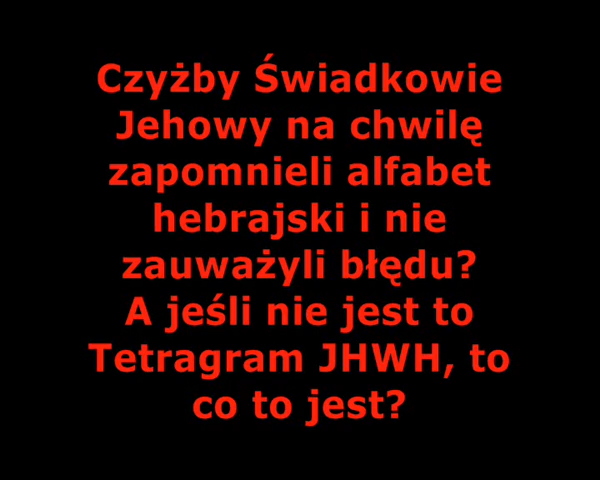 Czyżby Świadkowie
Jehowy na chwilę
zapomnieli alfabet
hebrajski i nie
zauważyli błędu?
A jeśli nie jest to
Tetragram JHWH, to
co to jest?